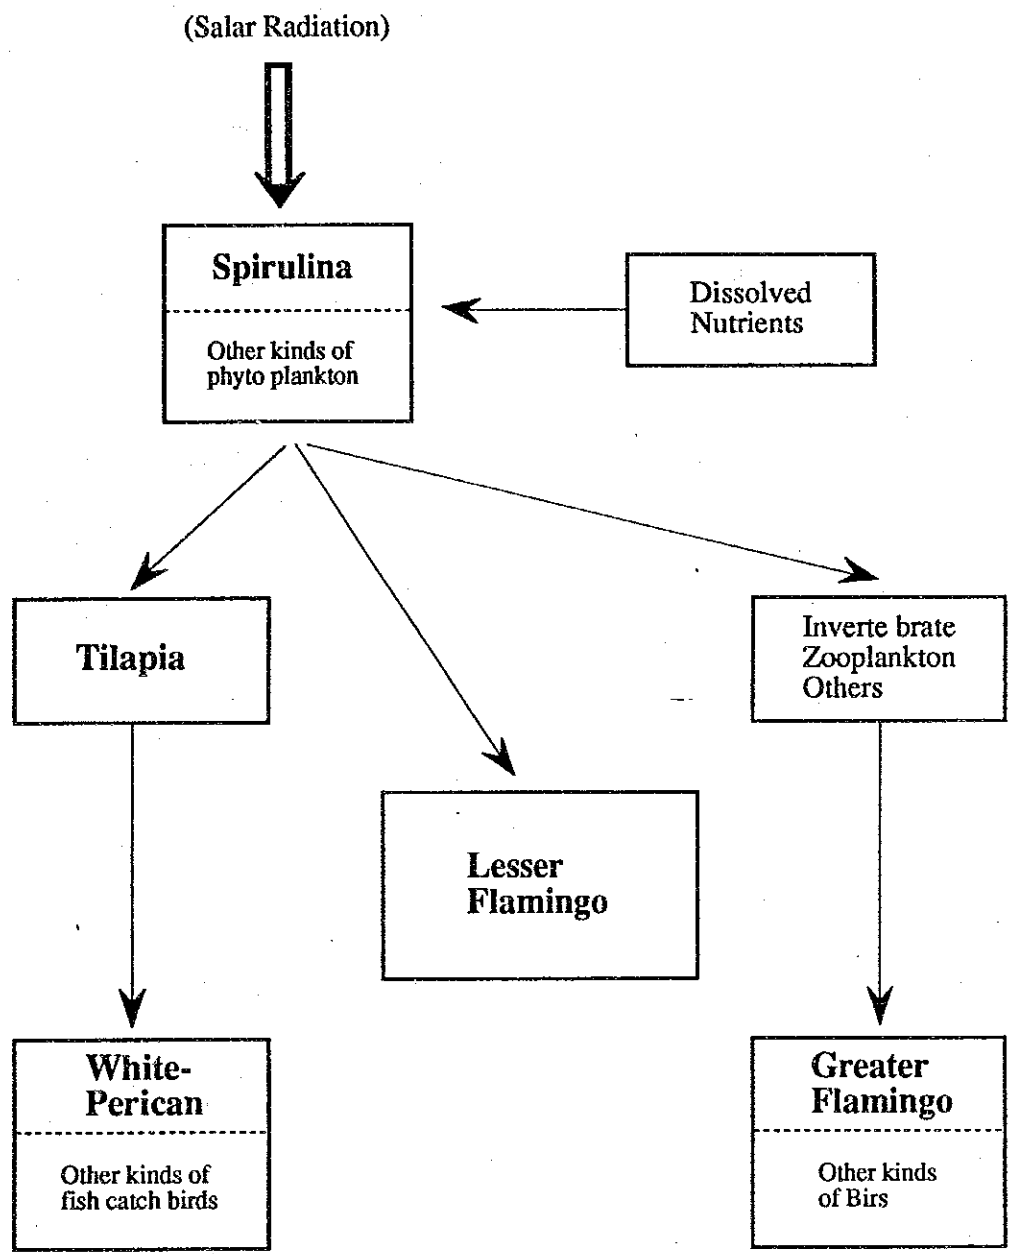 (Salar Radiation)
Spirulina
Other kinds of
phyto plankton
Dissolved
Nutrients
Tilapia
Inverte brate
Zooplankton
Others
Lesser
Flamingo
White-
Perican
Other kinds of
fish catch birds
Greater
Flamingo
Other kinds
of Birs